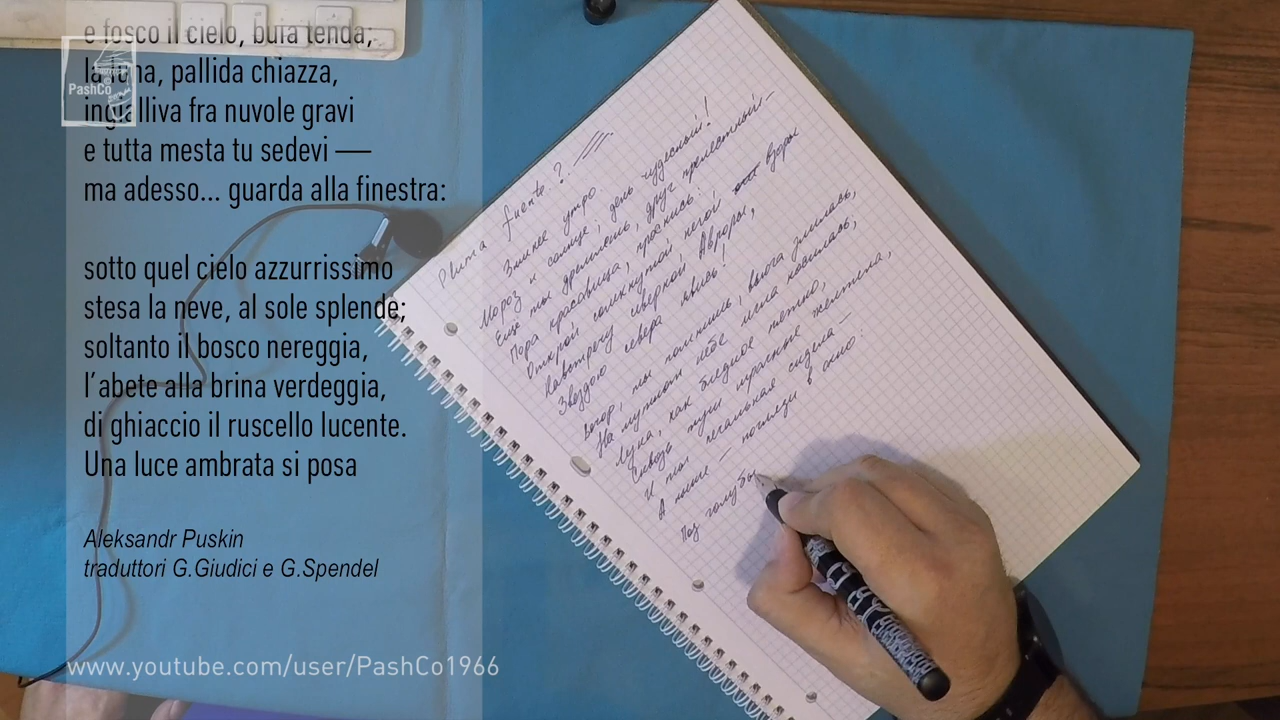 e fosco il cielo, buia tenda;
la luna, pallida chiazza,
ingialliva fra nuvole gravi
e tutta mesta tu sedevi —
ma adesso... guarda alla finestra:
sotto quel cielo azzurrissimo
stesa la neve, al sole splende;
soltanto il bosco nereggia,
l'abete alla brina verdeggia,
di ghiaccio il ruscello lucente.
Una luce ambrata si posa
Aleksandr Puskin
traduttori G.Giudici e G.Spendel
www.youtube.com/user/PashCo1966
PashCo
Pluma fuente?
Зимнее утро.
Мороз и солнце; день чудесный!
Еще ты дремлешь, друг прелестный –
Пора красавица, проснись:
Открой сомкнуты негой взоры
Навстречу северной Авроры,
Звездою севера явись!
Вечор, ты помнишь, вьюга злилась,
На мутном небе мгла носилась;
Луна, как бледное пятно,
Сквозь тучи мрачные желтела,
И ты печальная сидела –
А нынче – погляди в окно:
Под голубы